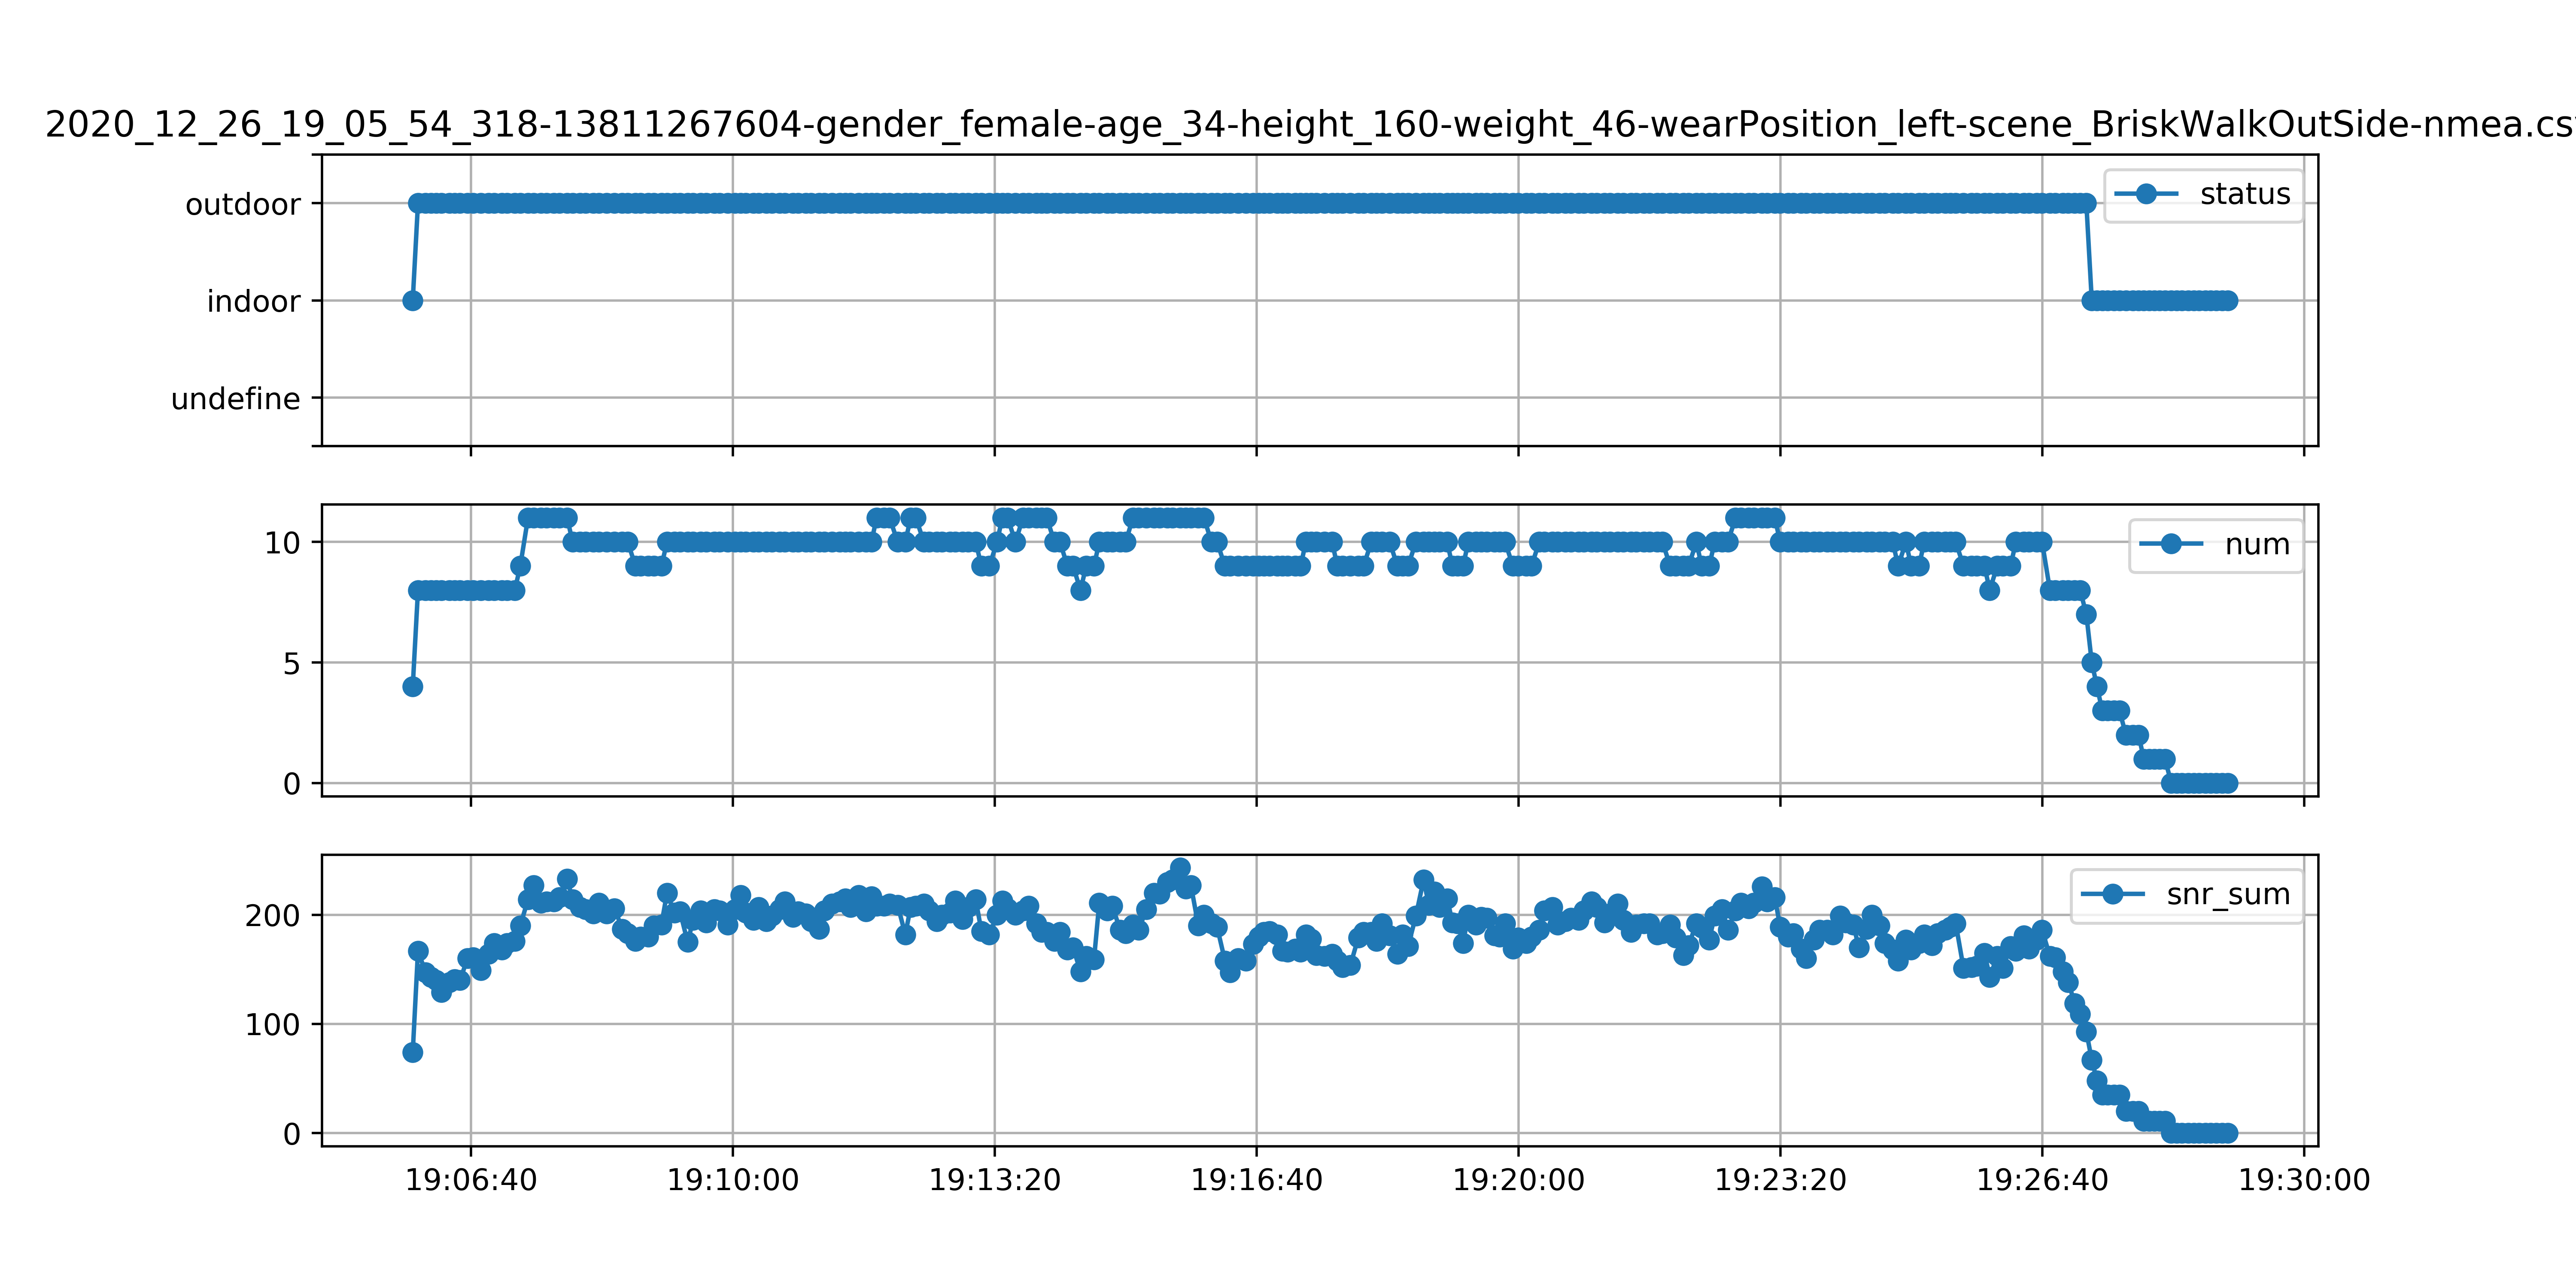 2020_12_26_19_05_54_318-13811267604-gender_female-age_34-height_160-weight_46-wearPosition_left-scene_BriskWalkOutSide-nmea.cs
outdoor
status
indoor
undefine
10
num
5
0
200
snr_sum
100
0
19:06:40 19:10:00 19:13:20 19:16:40 19:20:00 19:23:20 19:26:40 19:30:00